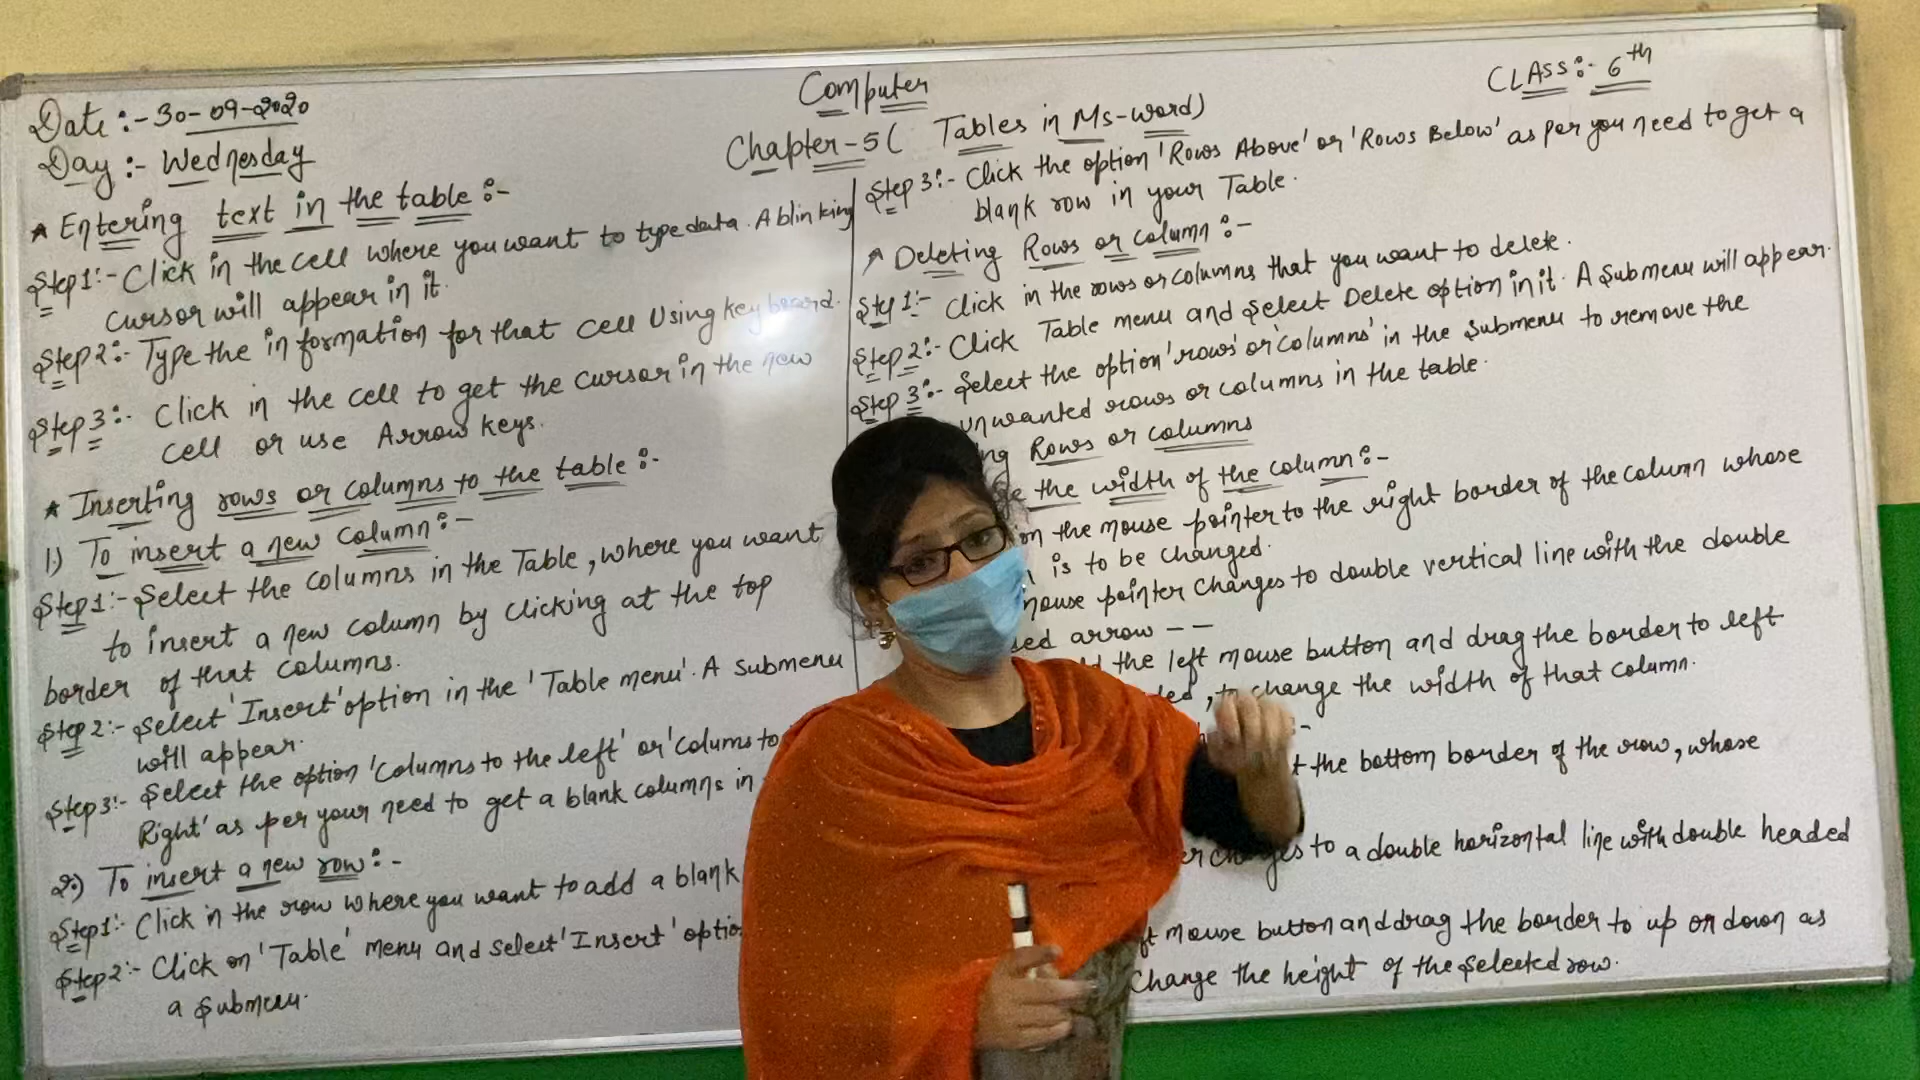 Computer
CLASS:- 6th
Date:- 30-09-2020
Day:- Wednesday
Chapter-5 ( Tables in Ms-Word)
* Entering text in the table:-
Step 1:- Click in the cell where you want to type data. A blinking
cursor will appear in it.
Step 2:- Type the information for that cell Using keyboard.
Step 3:- Click in the cell to get the cursor in the new
cell or use Arrow keys.
* Inserting rows or columns to the table:-
1.) To insert a new column:-
Step 1:- Select the columns in the Table, where you want
to insert a new column by clicking at the top
border of that columns.
Step 2:- Select 'Insert' option in the 'Table menu'. A submenu
will appear.
Step 3:- Select the option 'Columns to the left' or 'Colums to
Right' as per your need to get a blank columns in
2.) To insert a new row:-
Step 1:- Click in the row where you want to add a blank
Step 2:- Click on 'Table' menu and select 'Insert'
a submenu.
Step 3:- Click the option 'Rows Above' or 'Rows Below' as per you need to get a
blank row in your Table.
* Deleting Rows or column:-
Step 1:- Click in the rows or columns that you want to delete.
Step 2:- Click Table menu and select Delete option in it. A Submenu will appear.
Step 3:- Select the option 'rows' or 'columns' in the submenu to remove the
unwanted rows or columns in the table.
Rows or columns
the width of the column:-
the mouse pointer to the right border of the column whose
is to be changed.
mouse pointer changes to double vertical line with the double
arrow --
the left mouse button and drag the border to left
, to change the width of that column.
the bottom border of the row, whose
to a double horizontal line with double headed
mouse button and drag the border to up or down as
Change the height of the selected row.